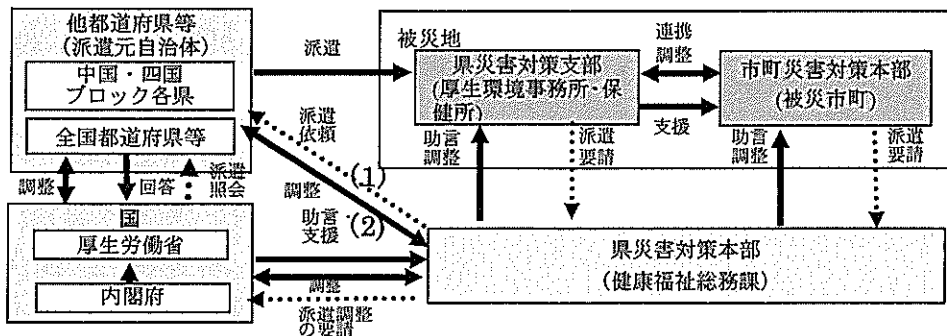 他都道府県等
(派遣元自治体)
中国・四国
ブロック各県
全国都道府県等
派遣
被災地
県災害対策支部
(厚生環境事務所・保
健所)
連携
調整
支援
市町災害対策本部
(被災市町)
派遣
依頼
助言
調整
派遣
要請
助言
調整
派遣
要請
調整
回答
派遣
照会
調整
(1)
助言・
支援
(2)
国
厚生労働省
内閣府
調整
派遣調整
の要請
県災害対策本部
(健康福祉総務課)